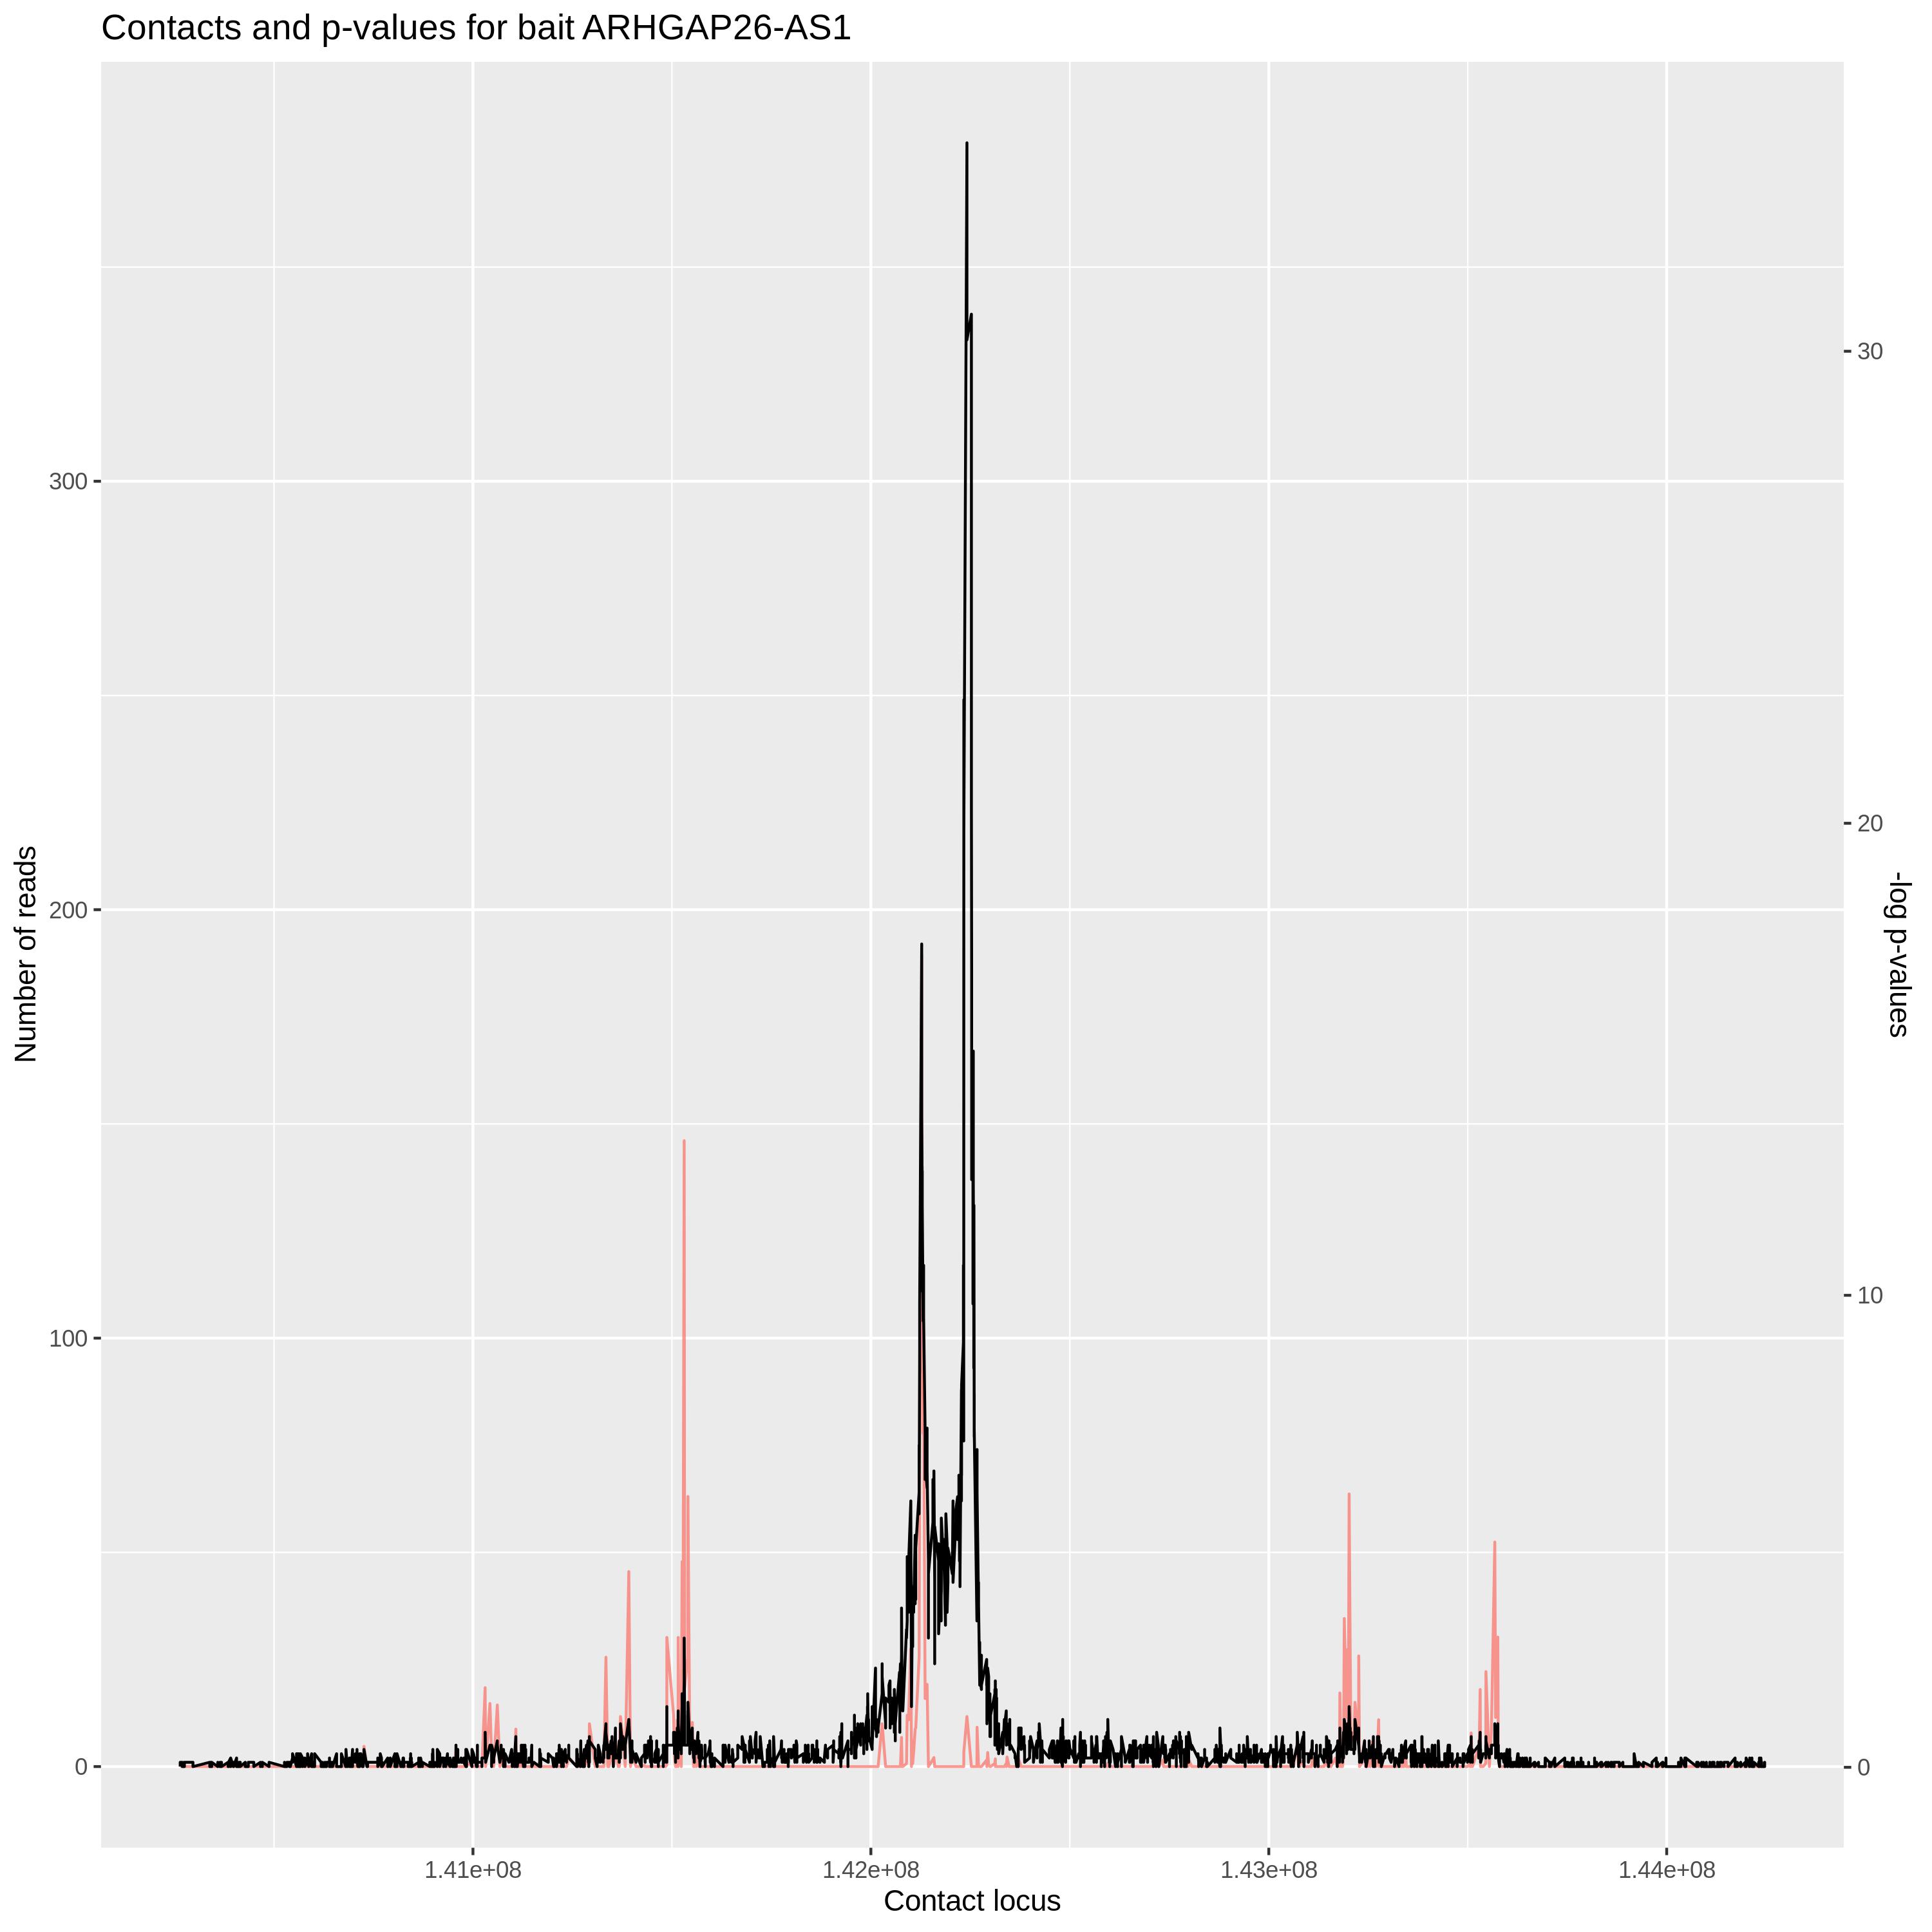 Contacts and p-values for bait ARHGAP26-AS1
Number of reads
300
200
100
0
30
20
10
0
-log p-values
1.41e+08 1.42e+08 1.43e+08 1.44e+08
Contact locus